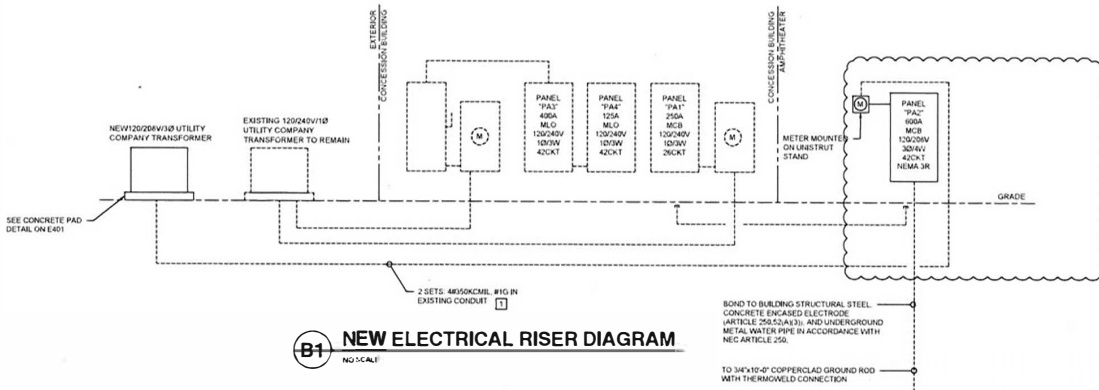 EXTERIOR
CONCESSION BUILDING
CONCESSION BUILDING
AMPHITHEATER
NEW120/208V/3Ø UTILITY
COMPANY TRANSFORMER
EXISTING 120/240V/1Ø
UTILITY COMPANY
TRANSFORMER TO REMAIN
M
PANEL
"PA3"
400A
MLO
120/240V
1Ø/3W
42CKT
PANEL
"PA4"
125A
MLO
120/240V
1Ø/3W
42CKT
PANEL
"PA1"
250A
MCB
120/240V
1Ø/3W
26CKT
M
METER MOUNTED
ON UNISTRUT
STAND
M
PANEL
"PA2"
600A
MCB
120/208V
3Ø/4W
42CKT
NEMA 3R
GRADE
SEE CONCRETE PAD
DETAIL ON E401
2 SETS: 4#350KCMIL, #1G IN
EXISTING CONDUIT 1
BOND TO BUILDING STRUCTURAL STEEL,
CONCRETE ENCASED ELECTRODE
(ARTICLE 250.52(A)(3)), AND UNDERGROUND
METAL WATER PIPE IN ACCORDANCE WITH
NEC ARTICLE 250.
TO 3/4"x10'-0" COPPERCLAD GROUND ROD
WITH THERMOWELD CONNECTION
B1 NEW ELECTRICAL RISER DIAGRAM
NO SCALE